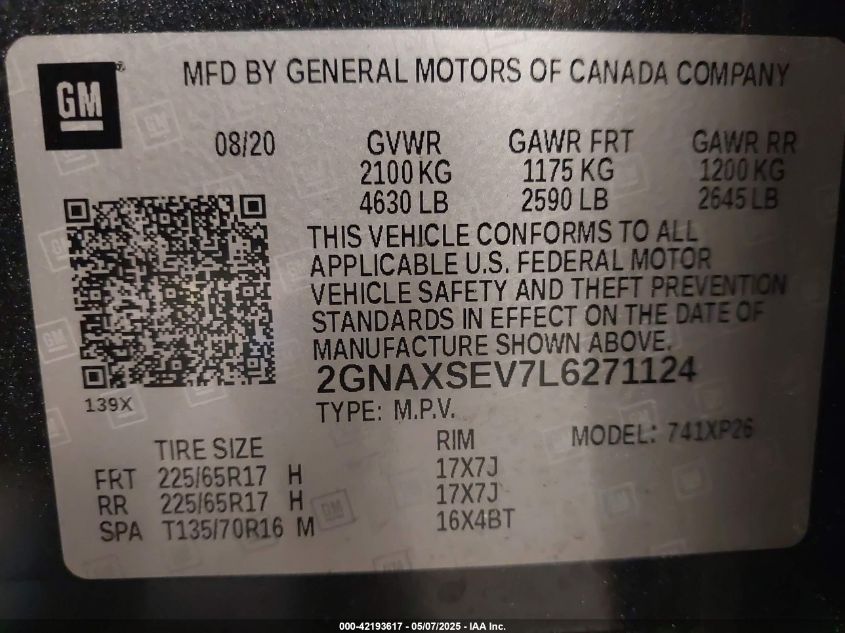 GM
MFD BY GENERAL MOTORS OF CANADA COMPANY
08/20 GVWR GAWR FRT GAWR RR
2100 KG 1175 KG 1200 KG
4630 LB 2590 LB 2645 LB
THIS VEHICLE CONFORMS TO ALL
APPLICABLE U.S. FEDERAL MOTOR
VEHICLE SAFETY AND THEFT PREVENTION
STANDARDS IN EFFECT ON THE DATE OF
MANUFACTURE SHOWN ABOVE.
2GNAXSEV7L6271124
139X TYPE: M.P.V.
TIRE SIZE RIM MODEL: 741XP26
FRT 225/65R17 H 17X7J
RR 225/65R17 H 17X7J
SPA T135/70R16 M 16X4BT
000-42193617 - 05/07/2025 - IAA Inc.